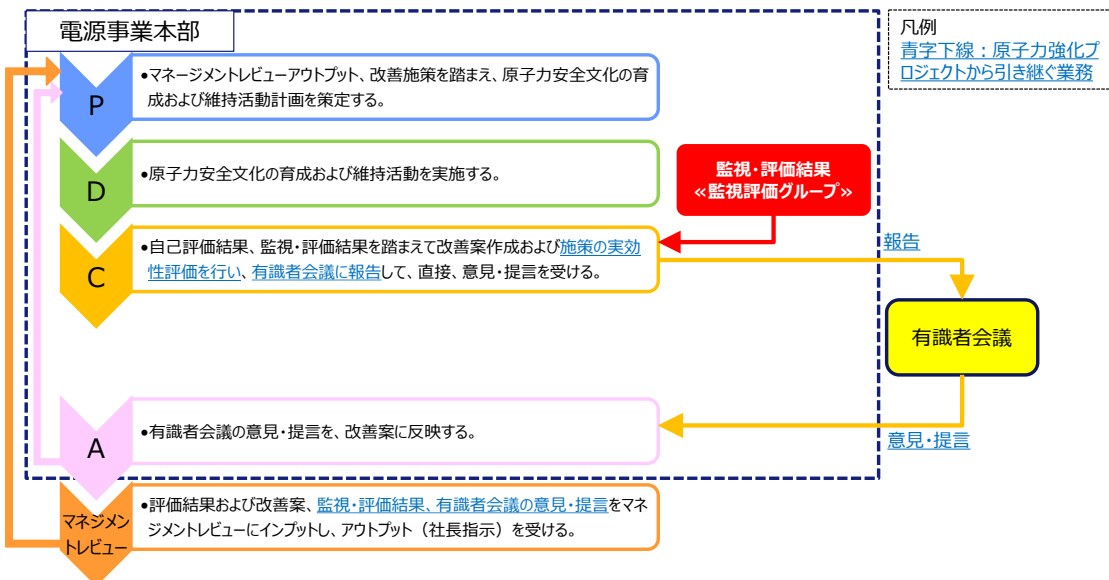 電源事業本部
凡例
青字下線：原子力強化プ
ロジェクトから引き継ぐ業務
P
•マネージメントレビューアウトプット、改善施策を踏まえ、原子力安全文化の育
成および維持活動計画を策定する。
D
•原子力安全文化の育成および維持活動を実施する。
監視・評価結果
≪監視評価グループ≫
C
•自己評価結果、監視・評価結果を踏まえて改善案作成および施策の実効
性評価を行い、有識者会議に報告して、直接、意見・提言を受ける。
報告
有識者会議
A
•有識者会議の意見・提言を、改善案に反映する。
意見・提言
マネジメン
トレビュー
•評価結果および改善案、監視・評価結果、有識者会議の意見・提言をマネ
ジメントレビューにインプットし、アウトプット（社長指示）を受ける。